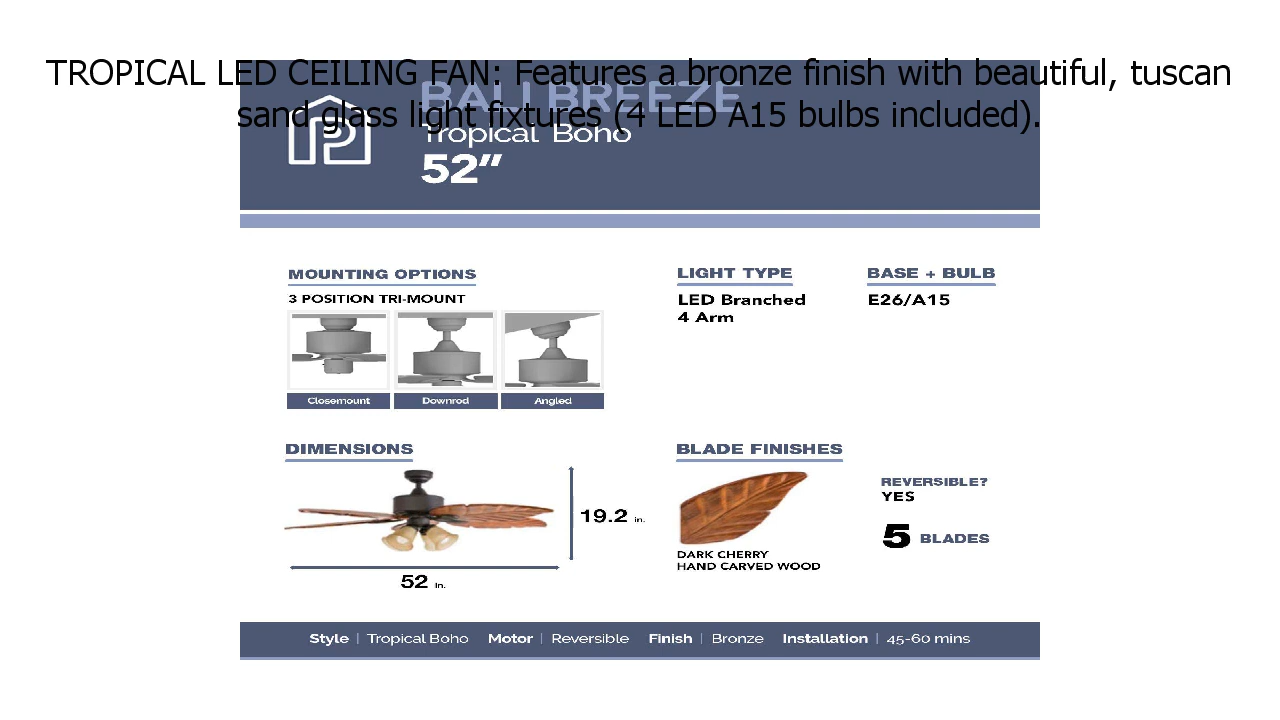 TROPICAL LED CEILING FAN: Features a bronze finish with beautiful, tuscan
sand glass light fixtures (4 LED A15 bulbs included).
BALI BREEZE
Tropical Boho
52"
MOUNTING OPTIONS
3 POSITION TRI-MOUNT
Closemount Downrod Angled
LIGHT TYPE
LED Branched
4 Arm
BASE + BULB
E26/A15
DIMENSIONS
19.2 in.
52 in.
BLADE FINISHES
DARK CHERRY
HAND CARVED WOOD
REVERSIBLE?
YES
5 BLADES
Style | Tropical Boho Motor | Reversible Finish | Bronze Installation | 45-60 mins